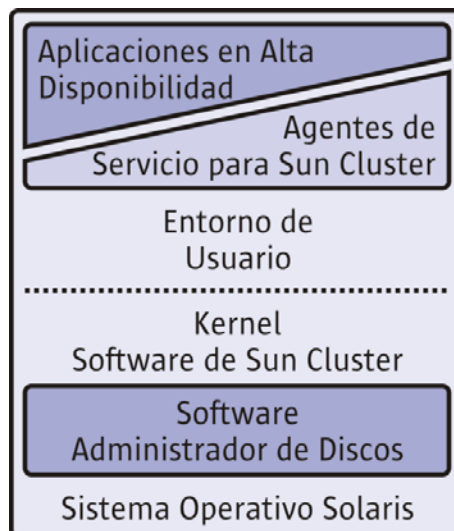 Aplicaciones en Alta
Disponibilidad
Agentes de
Servicio para Sun Cluster
Entorno de
Usuario
Kernel
Software de Sun Cluster
Software
Administrador de Discos
Sistema Operativo Solaris